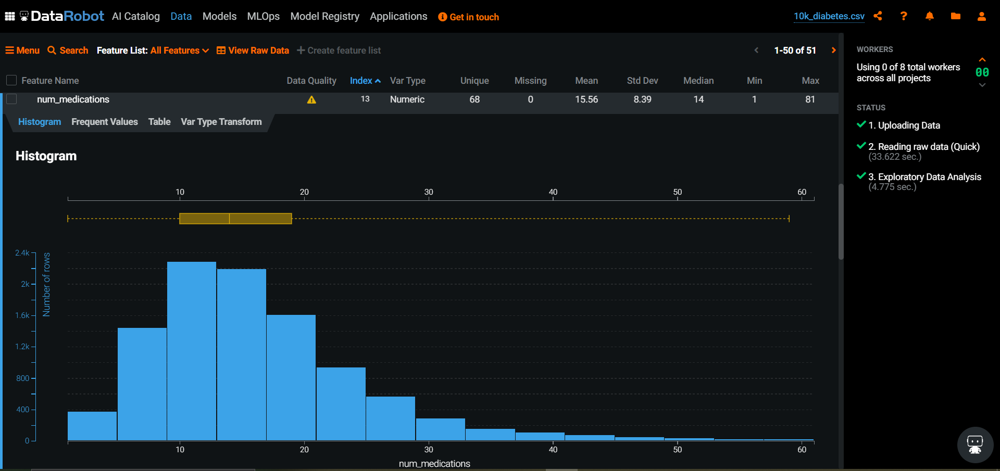 DataRobot AI Catalog Data Models MLOps Model Registry Applications Get in touch 10k_diabetes.csv
Menu Search Feature List: All Features View Raw Data Create feature list 1-50 of 51
Feature Name Data Quality Index Var Type Unique Missing Mean Std Dev Median Min Max
num_medications 13 Numeric 68 0 15.56 8.39 14 1 81
Histogram Frequent Values Table Var Type Transform
Histogram
10 20 30 40 50 60
2.4k
2k
1.6k
1.2k
800
400
0
Number of rows
10 20 30 40 50 60
num_medications
WORKERS
Using 0 of 8 total workers
across all projects
00
STATUS
1. Uploading Data
2. Reading raw data (Quick)
(33.622 sec.)
3. Exploratory Data Analysis
(4.775 sec.)